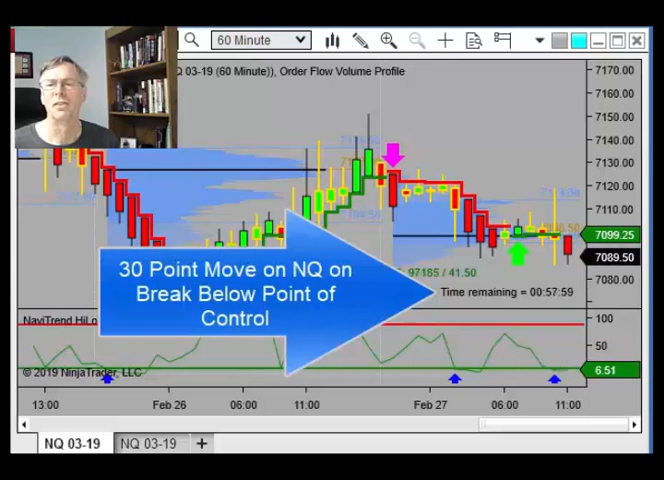 60 Minute
Q 03-19 (60 Minute)), Order Flow Volume Profile
7170.00
7160.00
7150.00
7140.00
7130.00
7120.00
7110.00
7099.25
7089.50
7080.00
97185 / 41.50
Time remaining = 00:57:59
30 Point Move on NQ on
Break Below Point of
Control
NaviTrend HiLo
100
50
6.51
© 2019 NinjaTrader, LLC
13:00
Feb 26
06:00
11:00
Feb 27
06:00
11:00
NQ 03-19
NQ 03-19
+